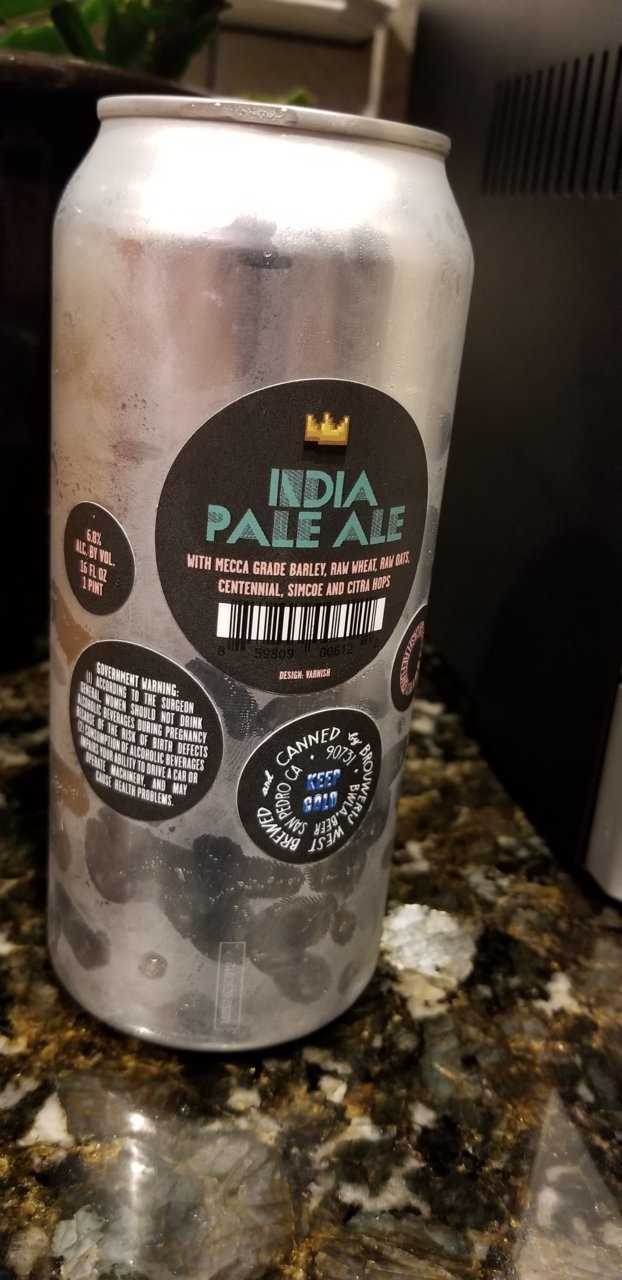 INDIA
PALE ALE
WITH MECCA GRADE BARLEY, RAW WHEAT, RAW OATS,
CENTENNIAL, SIMCOE AND CITRA HOPS
8 59809 00612
DESIGN: VARNISH
6.8%
ALC. BY VOL.
16 FL OZ
1 PINT
GOVERNMENT WARNING:
(1) ACCORDING TO THE SURGEON
GENERAL, WOMEN SHOULD NOT DRINK
ALCOHOLIC BEVERAGES DURING PREGNANCY
BECAUSE OF THE RISK OF BIRTH DEFECTS
(2) CONSUMPTION OF ALCOHOLIC BEVERAGES
IMPAIRS YOUR ABILITY TO DRIVE A CAR OR
OPERATE MACHINERY, AND MAY
CAUSE HEALTH PROBLEMS.
BREWED and CANNED by BROUWERIJ WEST
SAN PEDRO CA • 90731 • BWLA.BEER
KEEP
COLD